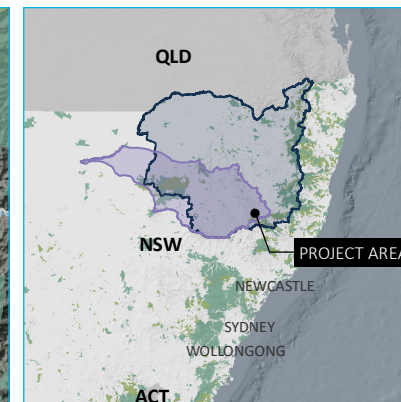 QLD
NSW
PROJECT AREA
NEWCASTLE
SYDNEY
WOLLONGONG
ACT